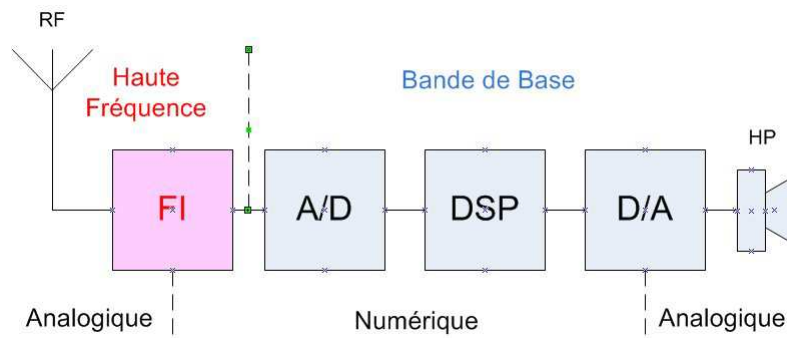 RF
Haute
Fréquence
Bande de Base
HP
FI
A/D
DSP
D/A
Analogique
Numérique
Analogique